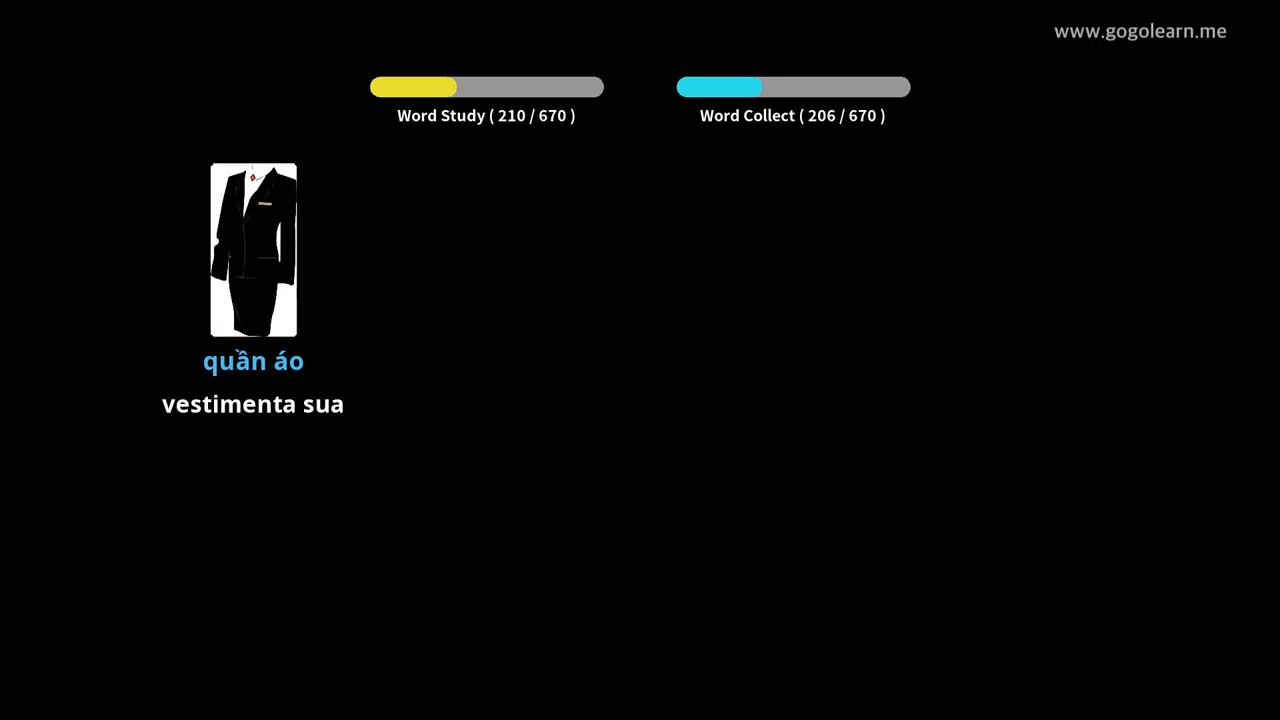 www.gogolearn.me
Word Study ( 210 / 670 )
Word Collect ( 206 / 670 )
quần áo
vestimenta sua